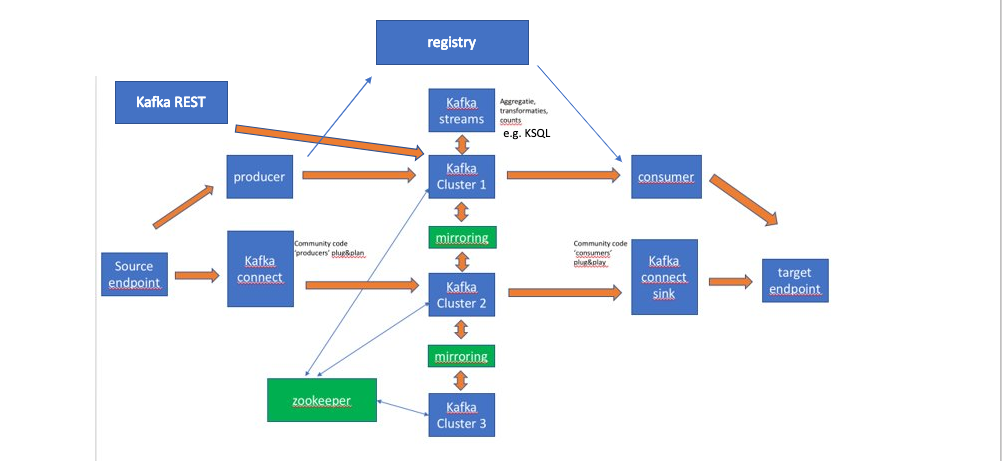 registry
Kafka REST
Kafka
streams
Aggregatie,
transformaties,
counts
e.g. KSQL
producer
Kafka
Cluster 1
consumer
mirroring
Source
endpoint
Kafka
connect
Community code
'producers' plug&plan
Kafka
Cluster 2
Community code
'consumers'
plug&play
Kafka
connect
sink
target
endpoint
mirroring
zookeeper
Kafka
Cluster 3